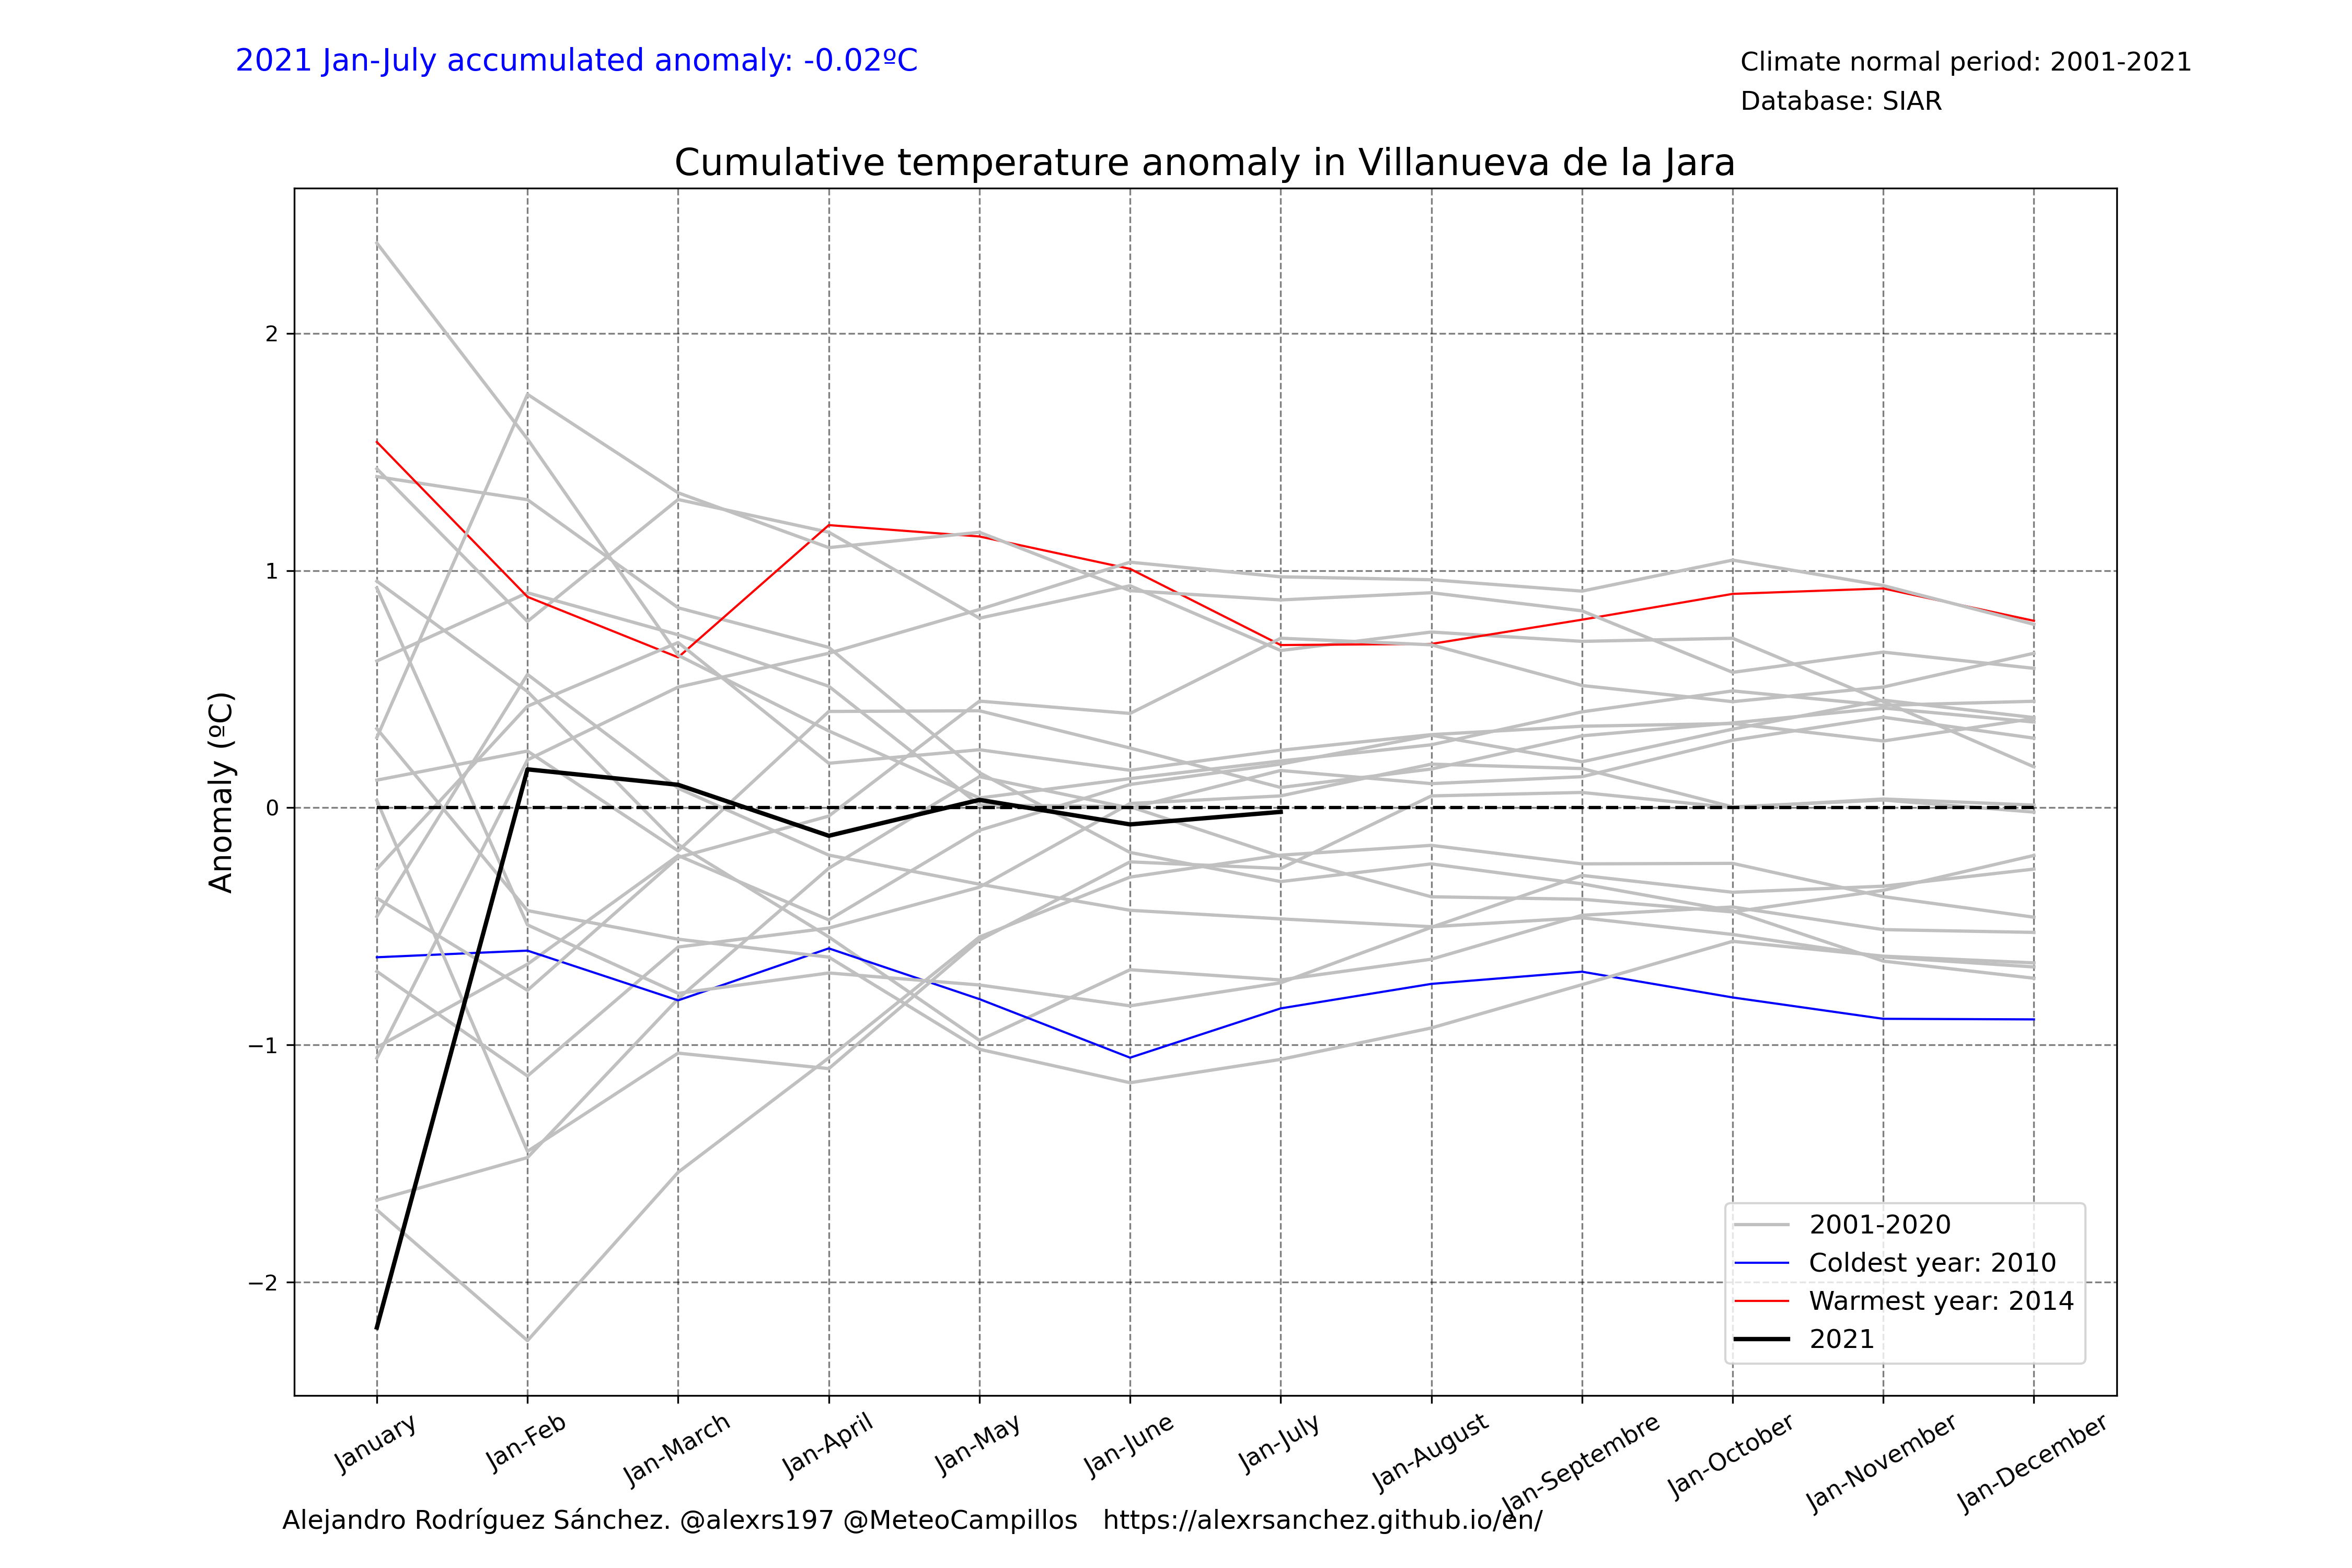 2021 Jan-July accumulated anomaly: -0.02ºC
Climate normal period: 2001-2021
Database: SIAR
Cumulative temperature anomaly in Villanueva de la Jara
Anomaly (ºC)
2
1
0
−1
−2
2001-2020
Coldest year: 2010
Warmest year: 2014
2021
January
Jan-Feb
Jan-March
Jan-April
Jan-May
Jan-June
Jan-July
Jan-August
Jan-Septembre
Jan-October
Jan-November
Jan-December
Alejandro Rodríguez Sánchez. @alexrs197 @MeteoCampillos   https://alexrsanchez.github.io/en/